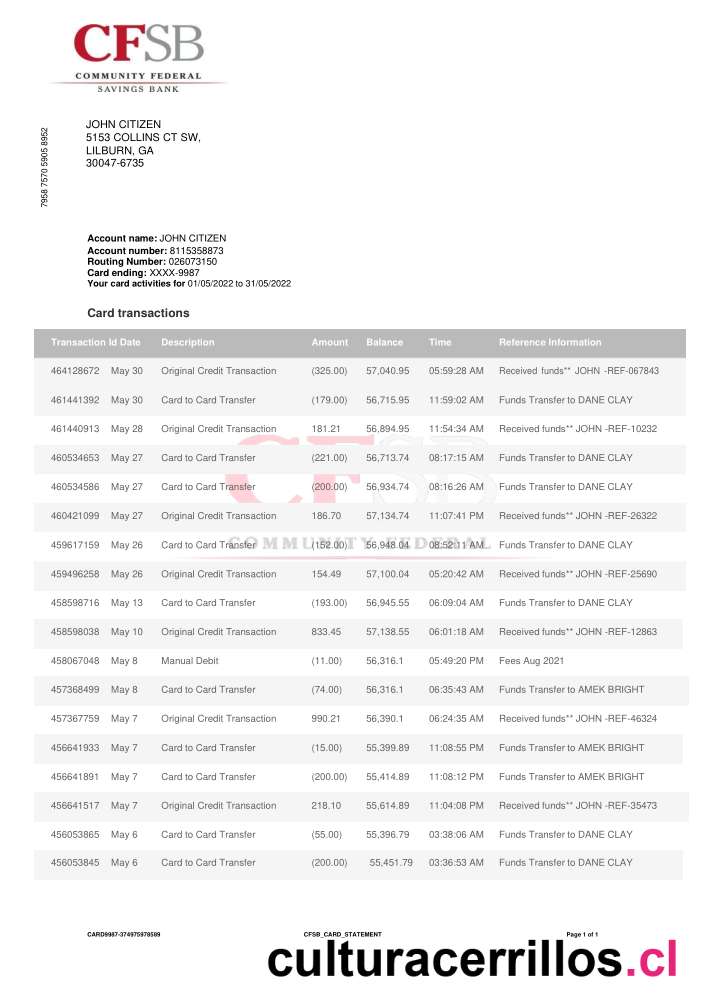 CFSB
COMMUNITY FEDERAL
SAVINGS BANK
7958 7570 5905 8952
JOHN CITIZEN
5153 COLLINS CT SW,
LILBURN, GA
30047-6735
Account name: JOHN CITIZEN
Account number: 8115358873
Routing Number: 026073150
Card ending: XXXX-9987
Your card activities for 01/05/2022 to 31/05/2022
Card transactions
Transaction Id Date Description Amount Balance Time Reference Information
464128672 May 30 Original Credit Transaction (325.00) 57,040.95 05:59:28 AM Received funds** JOHN -REF-067843
461441392 May 30 Card to Card Transfer (179.00) 56,715.95 11:59:02 AM Funds Transfer to DANE CLAY
461440913 May 28 Original Credit Transaction 181.21 56,894.95 11:54:34 AM Received funds** JOHN -REF-10232
460534653 May 27 Card to Card Transfer (221.00) 56,713.74 08:17:15 AM Funds Transfer to DANE CLAY
460534586 May 27 Card to Card Transfer (200.00) 56,934.74 08:16:26 AM Funds Transfer to DANE CLAY
460421099 May 27 Original Credit Transaction 186.70 57,134.74 11:07:41 PM Received funds** JOHN -REF-26322
459617159 May 26 Card to Card Transfer (152.00) 56,948.04 08:52:11 AM Funds Transfer to DANE CLAY
459496258 May 26 Original Credit Transaction 154.49 57,100.04 05:20:42 AM Received funds** JOHN -REF-25690
458598716 May 13 Card to Card Transfer (193.00) 56,945.55 06:09:04 AM Funds Transfer to DANE CLAY
458598038 May 10 Original Credit Transaction 833.45 57,138.55 06:01:18 AM Received funds** JOHN -REF-12863
458067048 May 8 Manual Debit (11.00) 56,316.1 05:49:20 PM Fees Aug 2021
457368499 May 8 Card to Card Transfer (74.00) 56,316.1 06:35:43 AM Funds Transfer to AMEK BRIGHT
457367759 May 7 Original Credit Transaction 990.21 56,390.1 06:24:35 AM Received funds** JOHN -REF-46324
456641933 May 7 Card to Card Transfer (15.00) 55,399.89 11:08:55 PM Funds Transfer to AMEK BRIGHT
456641891 May 7 Card to Card Transfer (200.00) 55,414.89 11:08:12 PM Funds Transfer to AMEK BRIGHT
456641517 May 7 Original Credit Transaction 218.10 55,614.89 11:04:08 PM Received funds** JOHN -REF-35473
456053865 May 6 Card to Card Transfer (55.00) 55,396.79 03:38:06 AM Funds Transfer to DANE CLAY
456053845 May 6 Card to Card Transfer (200.00) 55,451.79 03:36:53 AM Funds Transfer to DANE CLAY
CFSB
COMMUNITY FEDERAL
CARD9987-374975978589 CFSB_CARD_STATEMENT Page 1 of 1
culturacerrillos.cl